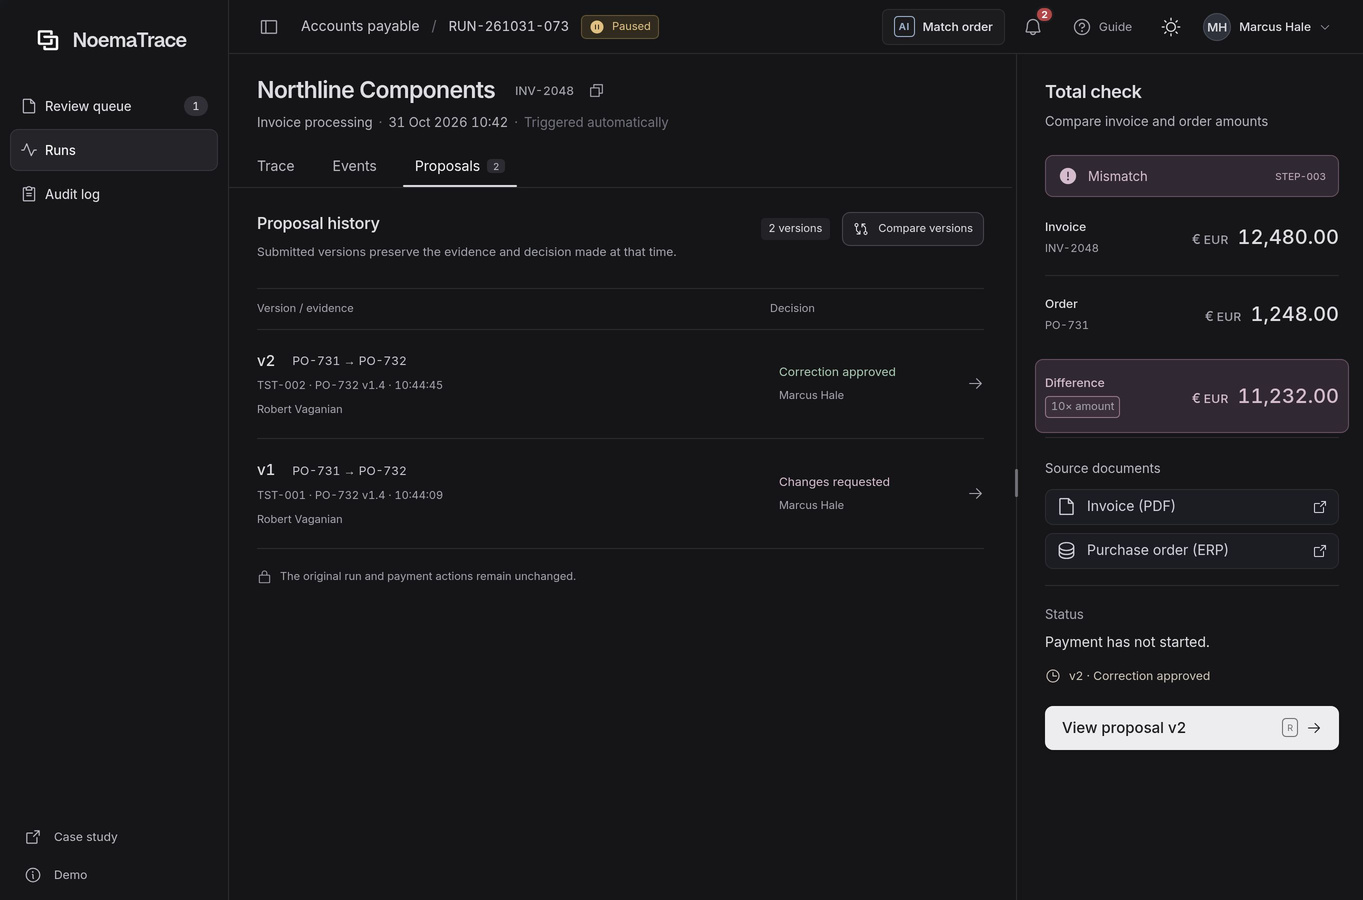 NoemaTrace
Review queue 1
Runs
Audit log
Case study
Demo
Accounts payable / RUN-261031-073 Paused
AI Match order
2
Guide
MH Marcus Hale
Northline Components INV-2048
Invoice processing · 31 Oct 2026 10:42 · Triggered automatically
Trace Events Proposals 2
Proposal history
2 versions
Compare versions
Submitted versions preserve the evidence and decision made at that time.
Version / evidence Decision
v2 PO-731 → PO-732
TST-002 · PO-732 v1.4 · 10:44:45
Robert Vaganian
Correction approved
Marcus Hale
v1 PO-731 → PO-732
TST-001 · PO-732 v1.4 · 10:44:09
Robert Vaganian
Changes requested
Marcus Hale
The original run and payment actions remain unchanged.
Total check
Compare invoice and order amounts
Mismatch STEP-003
Invoice
INV-2048
€ EUR 12,480.00
Order
PO-731
€ EUR 1,248.00
Difference
10× amount
€ EUR 11,232.00
Source documents
Invoice (PDF)
Purchase order (ERP)
Status
Payment has not started.
v2 · Correction approved
View proposal v2 R